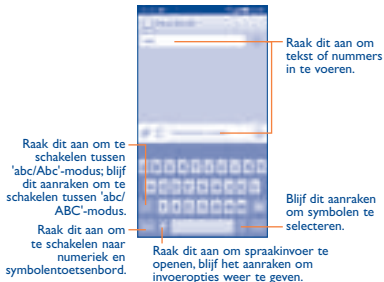 Raak dit aan om
tekst of nummers
in te voeren.
Raak dit aan om te
schakelen tussen
'abc/Abc'-modus; blijf
dit aanraken om te
schakelen tussen 'abc/
ABC'-modus.
Raak dit aan om
te schakelen naar
numeriek en
symbolentoetsenbord.
Blijf dit aanraken
om symbolen te
selecteren.
Raak dit aan om spraakinvoer te
openen, blijf het aanraken om
invoeropties weer te geven.